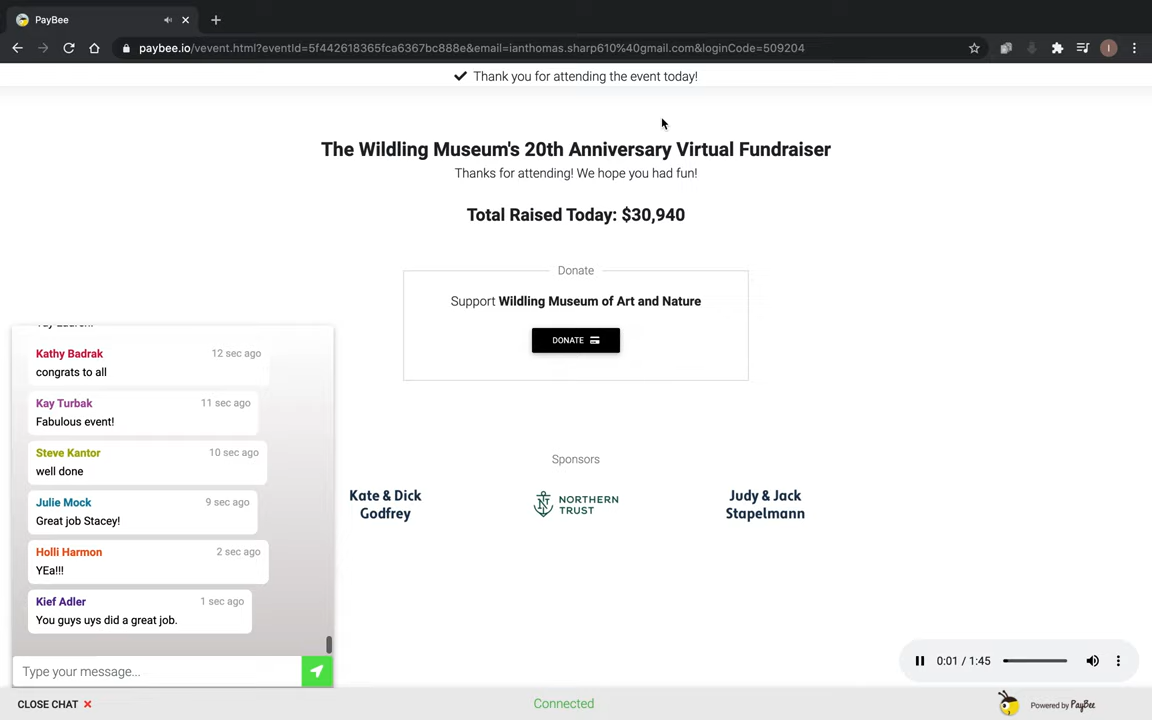 PayBee
paybee.io/vevent.html?eventId=5f442618365fca6367bc888e&email=ianthomas.sharp610%40gmail.com&loginCode=509204
I
Thank you for attending the event today!
The Wildling Museum's 20th Anniversary Virtual Fundraiser
Thanks for attending! We hope you had fun!
Total Raised Today: $30,940
Donate
Support Wildling Museum of Art and Nature
DONATE
Kathy Badrak 12 sec ago
congrats to all
Kay Turbak 11 sec ago
Fabulous event!
Steve Kantor 10 sec ago
well done
Julie Mock 9 sec ago
Great job Stacey!
Holli Harmon 2 sec ago
YEa!!!
Kief Adler 1 sec ago
You guys uys did a great job.
Type your message...
CLOSE CHAT
Sponsors
Kate & Dick
Godfrey
NORTHERN
TRUST
Judy & Jack
Stapelmann
0:01 / 1:45
Connected
Powered by PayBee